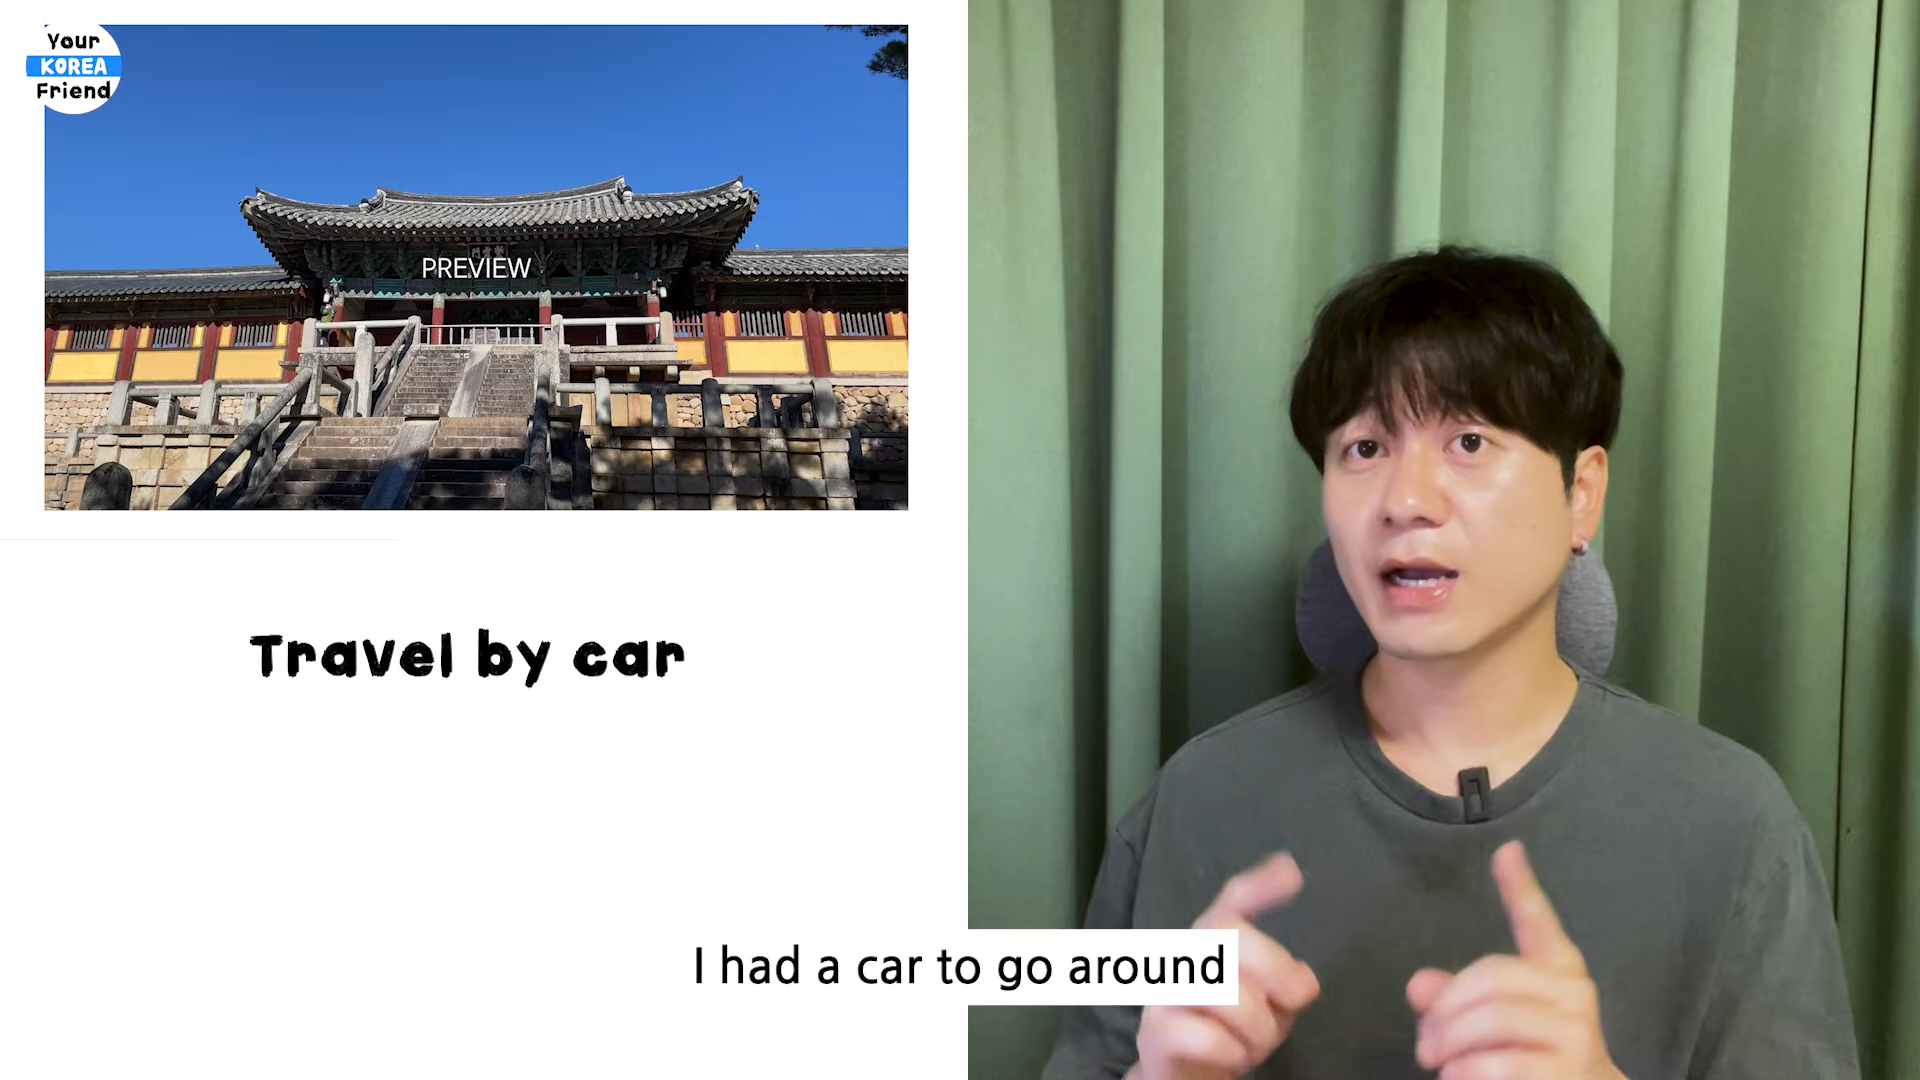 Your
KOREA
Friend
PREVIEW
Travel by car
I had a car to go around